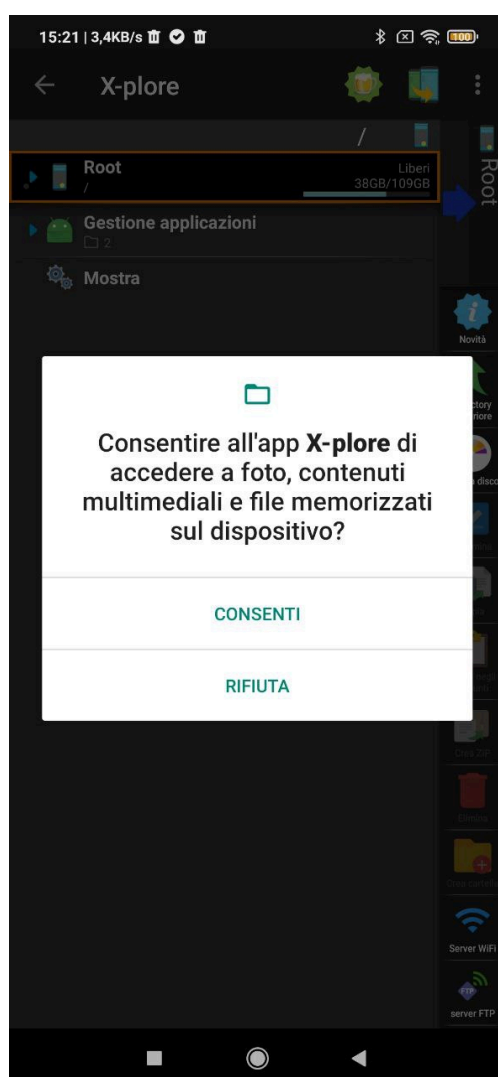 15:21 | 3,4KB/s
100
X-plore
/
Root
Liberi
/
38GB/109GB
Root
Gestione applicazioni
2
Mostra
Novità
Consentire all'app X-plore di
accedere a foto, contenuti
multimediali e file memorizzati
sul dispositivo?
CONSENTI
RIFIUTA
disco
Crea ZIP
Elimina
Crea cartella
Server WiFi
FTP
server FTP